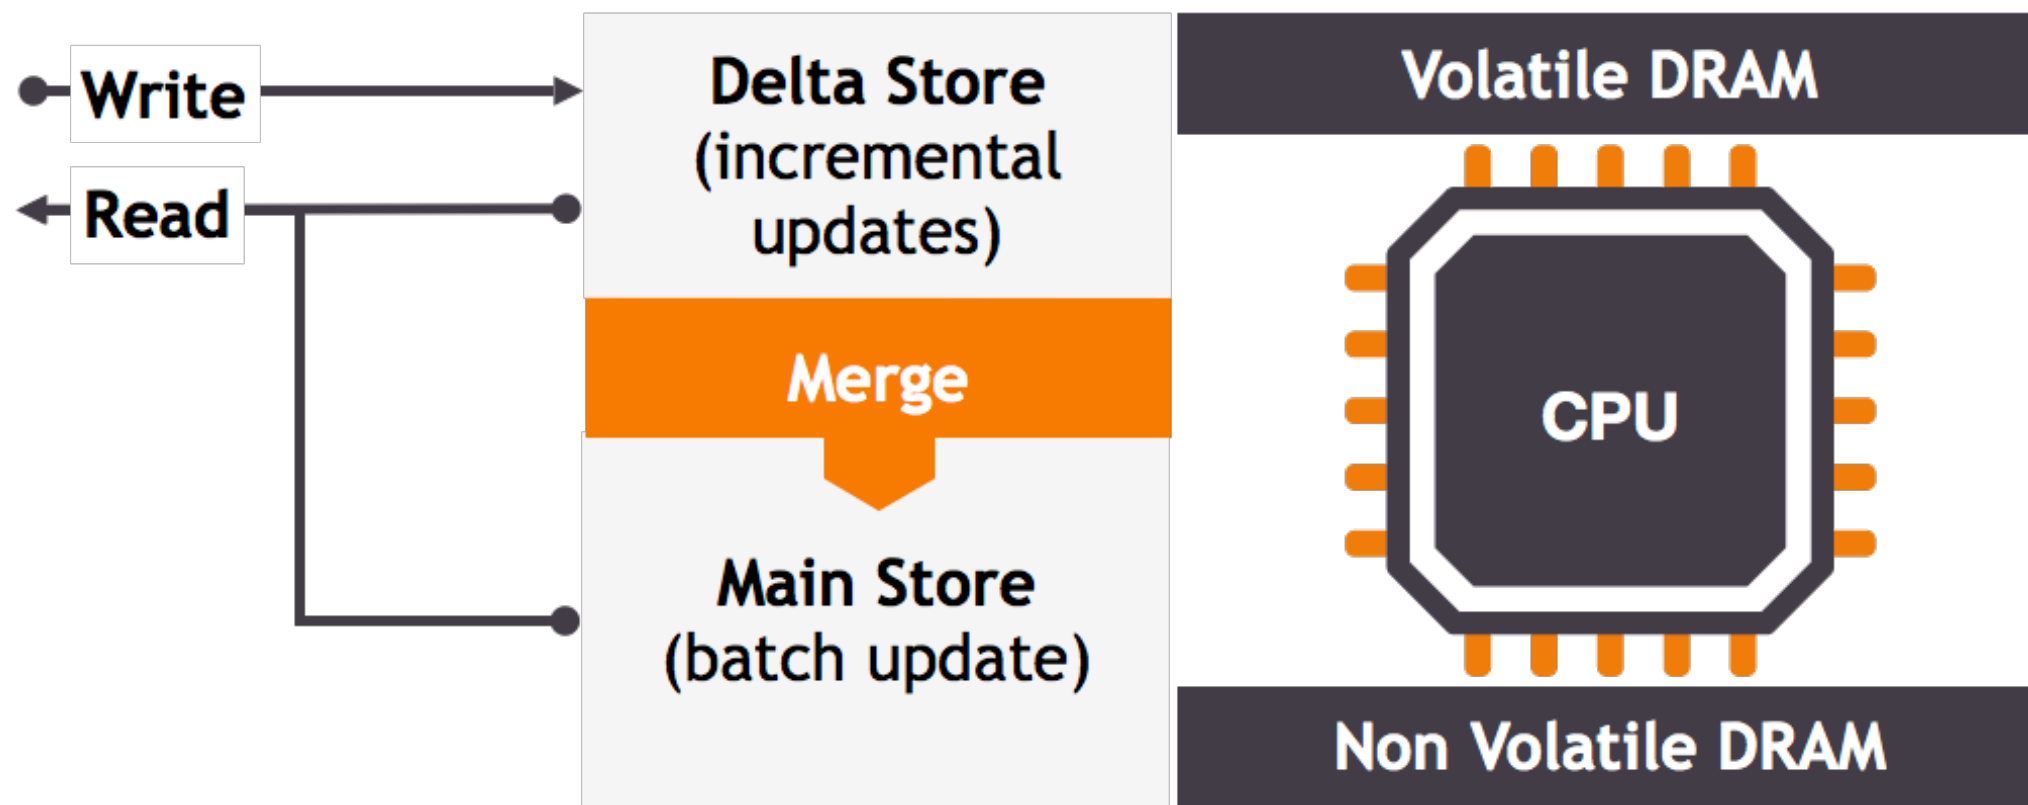 Write
Read
Delta Store
(incremental
updates)
Merge
Main Store
(batch update)
Volatile DRAM
CPU
Non Volatile DRAM